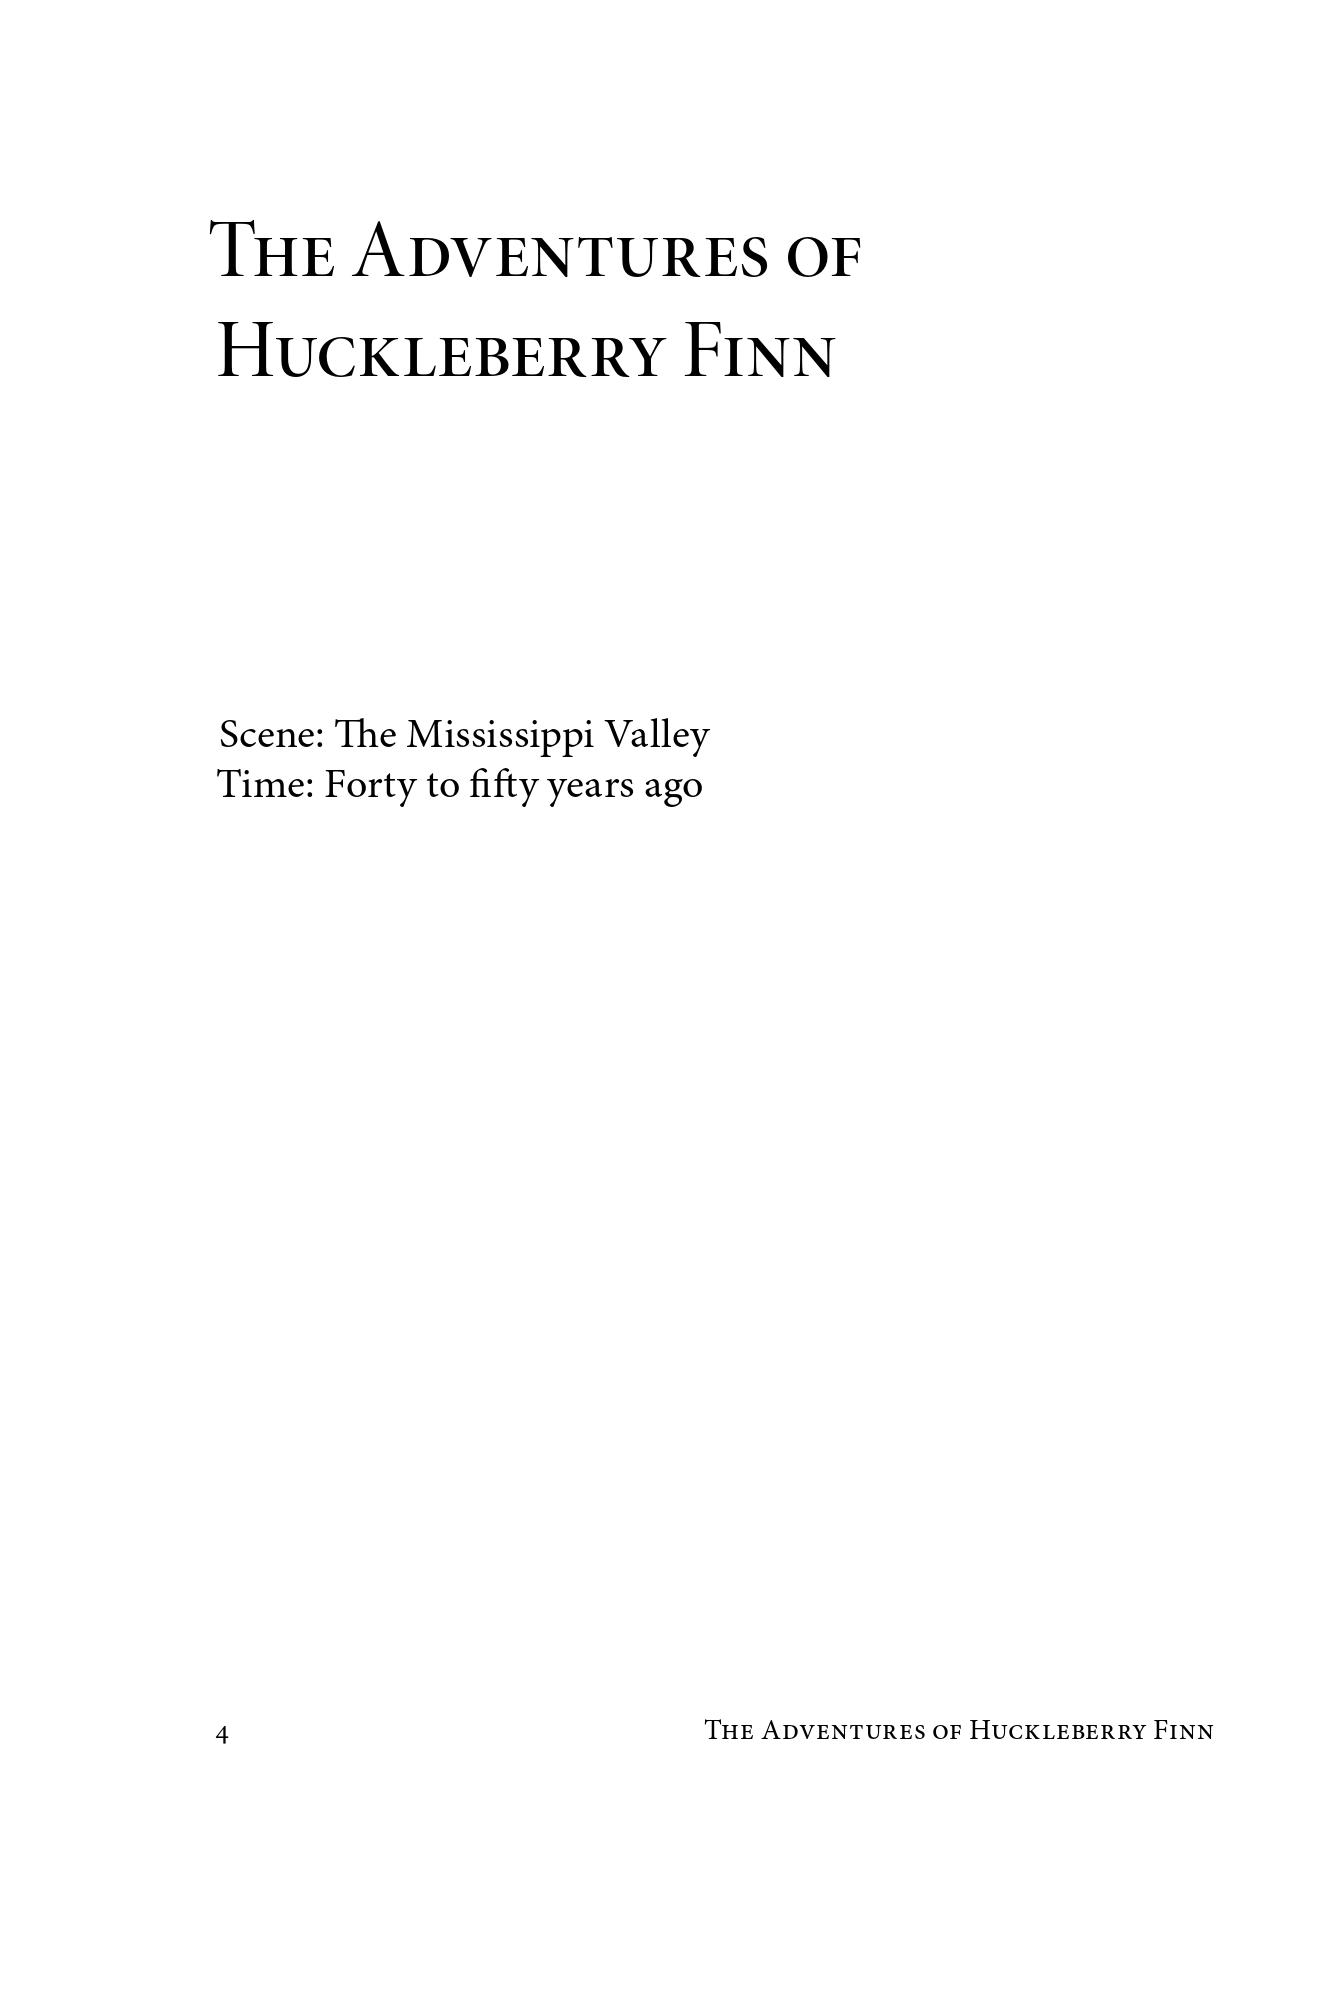 The Adventures of
Huckleberry Finn
Scene: The Mississippi Valley
Time: Forty to fifty years ago
4
The Adventures of Huckleberry Finn